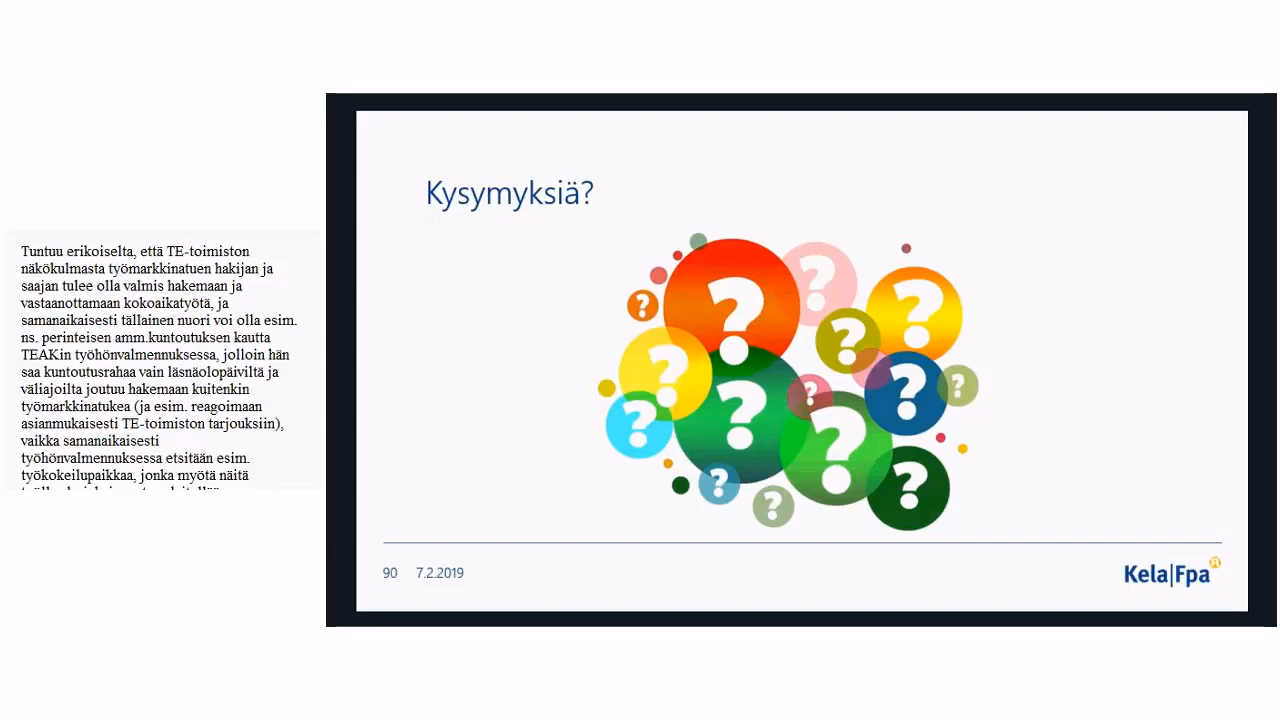 Tuntuu erikoiselta, että TE-toimiston
näkökulmasta työmarkkinatuen hakijan ja
saajan tulee olla valmis hakemaan ja
vastaanottamaan kokoaikatyötä, ja
samanaikaisesti tällainen nuori voi olla esim.
ns. perinteisen amm.kuntoutuksen kautta
TEAKin työhönvalmennuksessa, jolloin hän
saa kuntoutusrahaa vain läsnäolopäiviltä ja
väliajoilta joutuu hakemaan kuitenkin
työmarkkinatukea (ja esim. reagoimaan
asianmukaisesti TE-toimiston tarjouksiin),
vaikka samanaikaisesti
työhönvalmennuksessa etsitään esim.
työkokeilupaikkaa, jonka myötä näitä
Kysymyksiä?
? ? ? ?
? ? ?
? ? ? ?
? ? ?
? ? ?
90 7.2.2019
Kela|Fpa